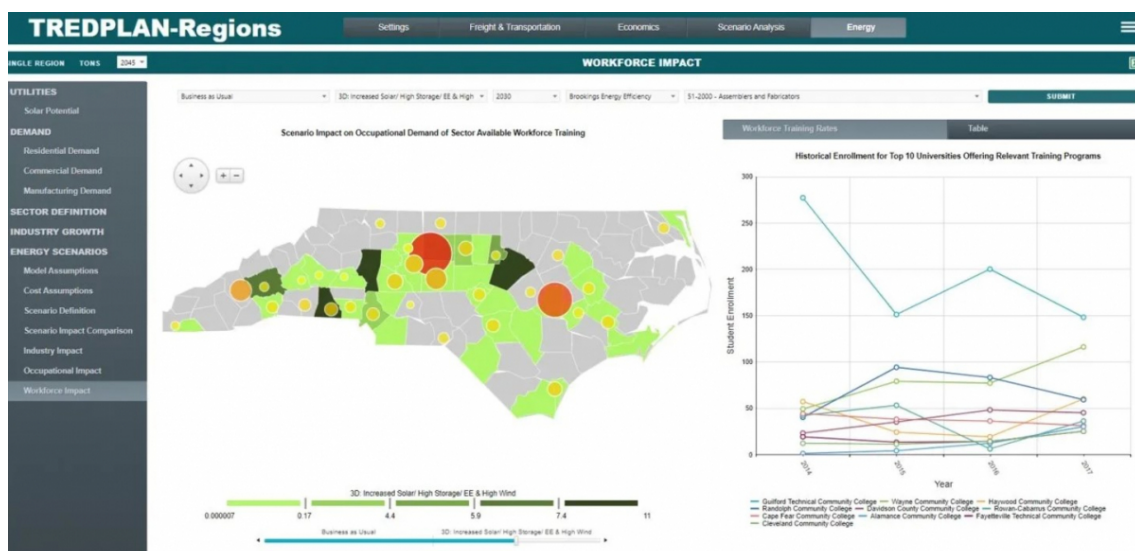 TREDPLAN-Regions
Settings
Freight & Transportation
Economics
Scenario Analysis
Energy
INGLE REGION TONS 2045
WORKFORCE IMPACT
UTILITIES
Solar Potential
DEMAND
Residential Demand
Commercial Demand
Manufacturing Demand
SECTOR DEFINITION
INDUSTRY GROWTH
ENERGY SCENARIOS
Model Assumptions
Cost Assumptions
Scenario Definition
Scenario Impact Comparison
Industry Impact
Occupational Impact
Workforce Impact
Business as Usual
3D: Increased Solar/ High Storage/ EE & High
2030
Brookings Energy Efficiency
51-2000 - Assemblers and Fabricators
SUBMIT
Scenario Impact on Occupational Demand of Sector Available Workforce Training
3D: Increased Solar/ High Storage/ EE & High Wind
0.000007 0.17 4.4 5.9 7.4 11
Business as Usual 3D: Increased Solar/ High Storage/ EE & High Wind
Workforce Training Rates
Table
Historical Enrollment for Top 10 Universities Offering Relevant Training Programs
300
250
200
150
100
50
0
Student Enrollment
2014 2015 2016 2017
Year
Guilford Technical Community College Wayne Community College Haywood Community College
Randolph Community College Davidson County Community College Rowan-Cabarrus Community College
Cape Fear Community College Alamance Community College Fayetteville Technical Community College
Cleveland Community College